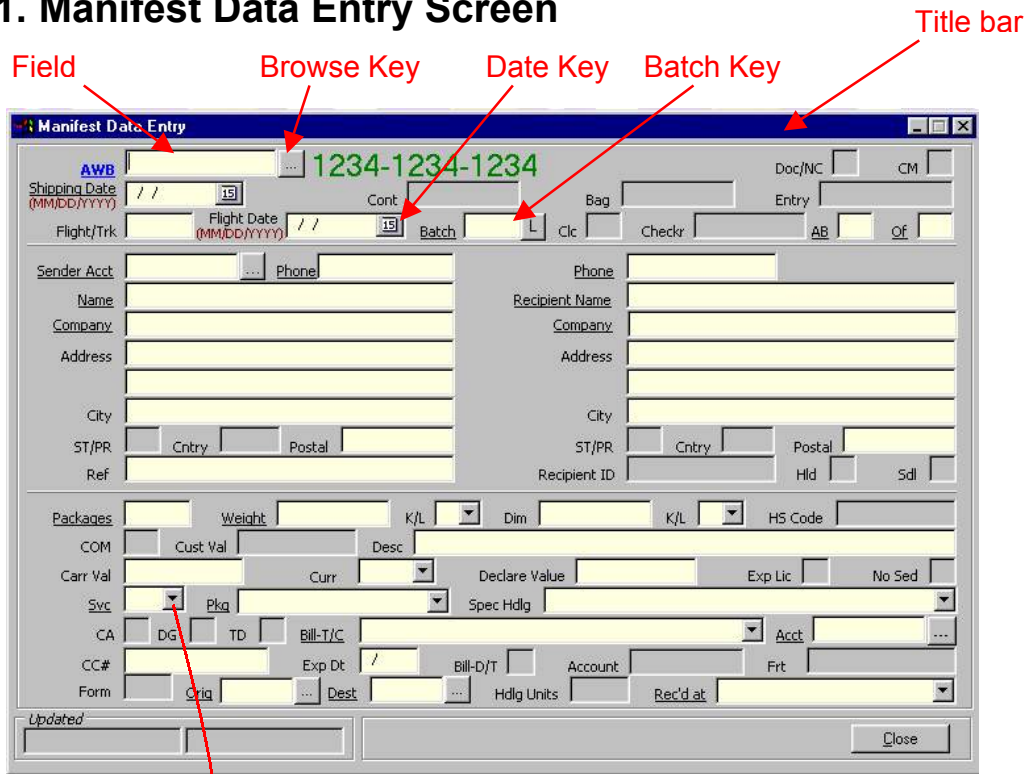 1. Manifest Data Entry Screen
Title bar
Field Browse Key Date Key Batch Key
Manifest Data Entry
AWB ... 1234-1234-1234 Doc/NC CM
Shipping Date / / 15 Cont Bag Entry
(MM/DD/YYYY)
Flight/Trk Flight Date / / 15 Batch L Clc Checkr AB Of
(MM/DD/YYYY)
Sender Acct ... Phone Phone
Name Recipient Name
Company Company
Address Address
City City
ST/PR Cntry Postal ST/PR Cntry Postal
Ref Recipient ID Hld Sdl
Packages Weight K/L Dim K/L HS Code
COM Cust Val Desc
Carr Val Curr Declare Value Exp Lic No Sed
Svc Pkg Spec Hdlg
CA DG TD Bill-T/C Acct ...
CC# Exp Dt / Bill-D/T Account Frt
Form Orig ... Dest ... Hdlg Units Rec'd at
Updated
Close